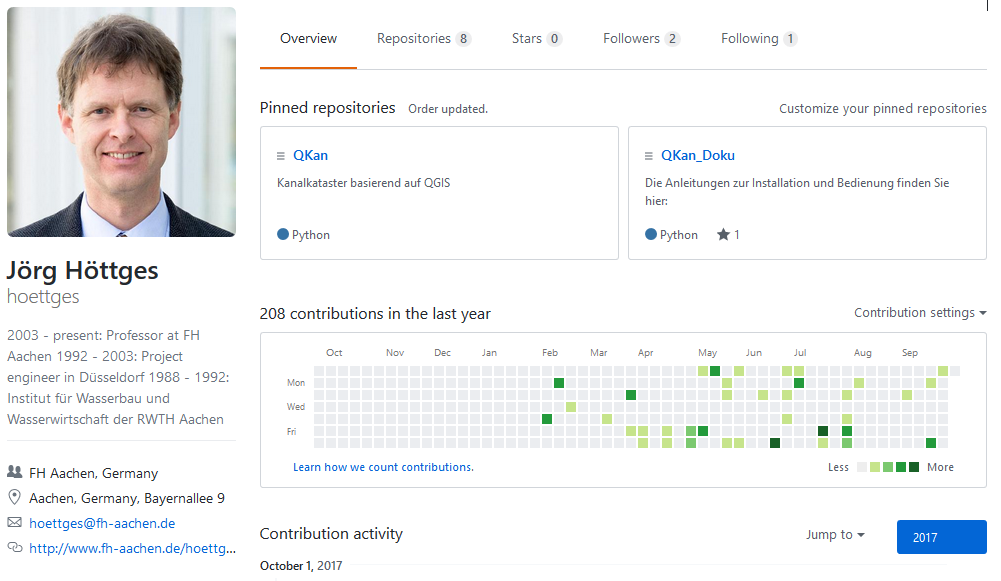 Overview Repositories 8 Stars 0 Followers 2 Following 1
Pinned repositories Order updated. Customize your pinned repositories
QKan
Kanalkataster basierend auf QGIS
Python
QKan_Doku
Die Anleitungen zur Installation und Bedienung finden Sie
hier:
Python 1
Jörg Höttges
hoettges
2003 - present: Professor at FH
Aachen 1992 - 2003: Project
engineer in Düsseldorf 1988 - 1992:
Institut für Wasserbau und
Wasserwirtschaft der RWTH Aachen
FH Aachen, Germany
Aachen, Germany, Bayernallee 9
hoettges@fh-aachen.de
http://www.fh-aachen.de/hoettg...
208 contributions in the last year Contribution settings
Oct Nov Dec Jan Feb Mar Apr May Jun Jul Aug Sep
Mon
Wed
Fri
Learn how we count contributions. Less More
Contribution activity Jump to 2017
October 1, 2017